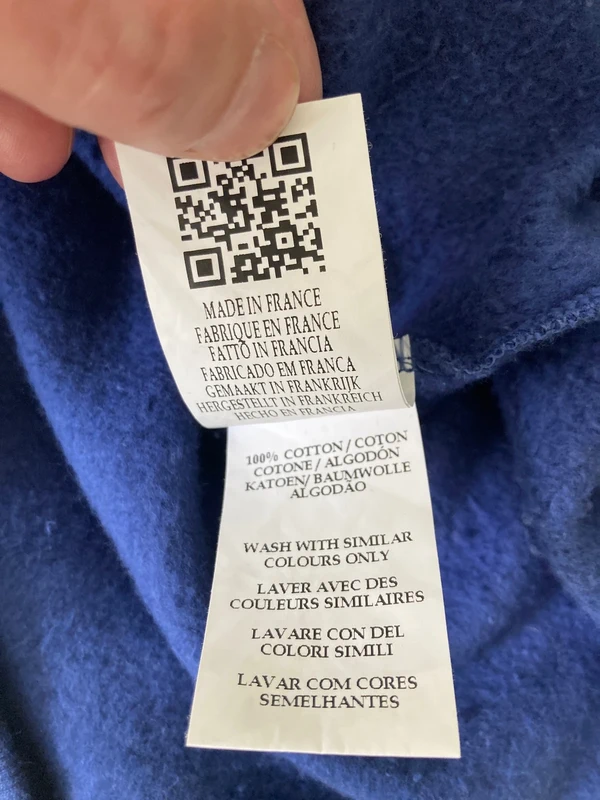 MADE IN FRANCE
FABRIQUE EN FRANCE
FATTO IN FRANCIA
FABRICADO EM FRANCA
GEMAAKT IN FRANKRIJK
HERGESTELLT IN FRANKREICH
HECHO EN FRANCIA
100% COTTON / COTON
COTONE / ALGODÓN
KATOEN/ BAUMWOLLE
ALGODÃO
WASH WITH SIMILAR
COLOURS ONLY
LAVER AVEC DES
COULEURS SIMILAIRES
LAVARE CON DEL
COLORI SIMILI
LAVAR COM CORES
SEMELHANTES